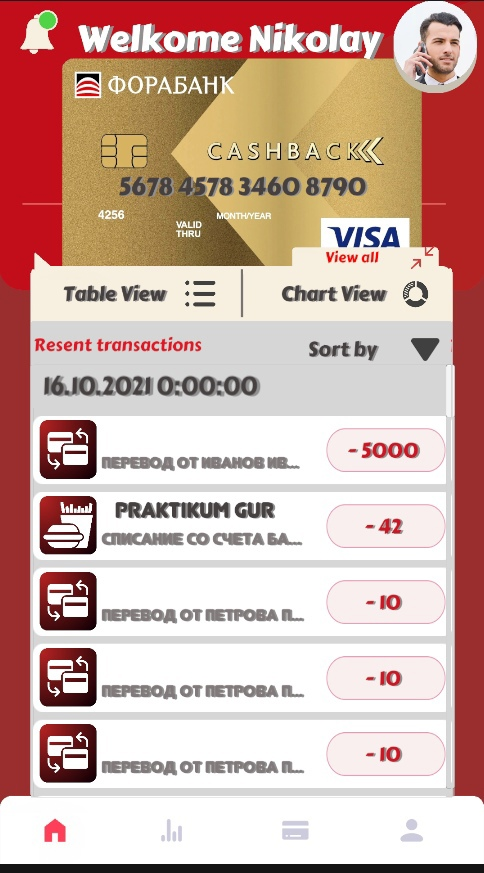 Welkome Nikolay
ФОРАБАНК
CASHBACK
5678 4578 3460 8790
4256
MONTH/YEAR
VALID
THRU
VISA
View all
Table View
Chart View
Resent transactions
Sort by
16.10.2021 0:00:00
ПЕРЕВОД ОТ ИВАНОВ ИВ...
- 5000
PRAKTIKUM GUR
СПИСАНИЕ СО СЧЕТА БА...
- 42
ПЕРЕВОД ОТ ПЕТРОВА П...
- 10
ПЕРЕВОД ОТ ПЕТРОВА П...
- 10
ПЕРЕВОД ОТ ПЕТРОВА П...
- 10